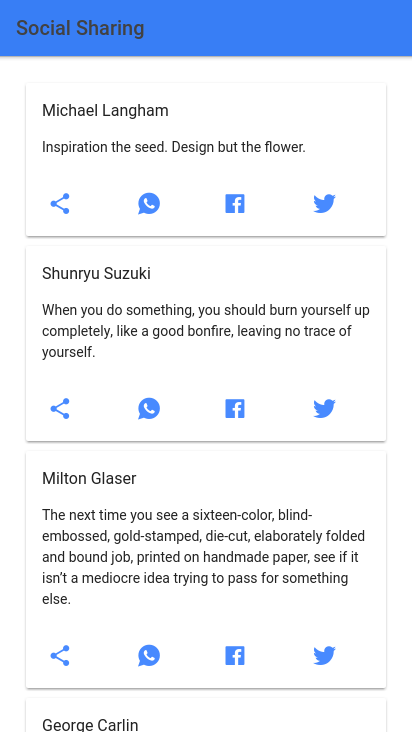 Social Sharing
Michael Langham
Inspiration the seed. Design but the flower.
Shunryu Suzuki
When you do something, you should burn yourself up
completely, like a good bonfire, leaving no trace of
yourself.
Milton Glaser
The next time you see a sixteen-color, blind-
embossed, gold-stamped, die-cut, elaborately folded
and bound job, printed on handmade paper, see if it
isn’t a mediocre idea trying to pass for something
else.
George Carlin